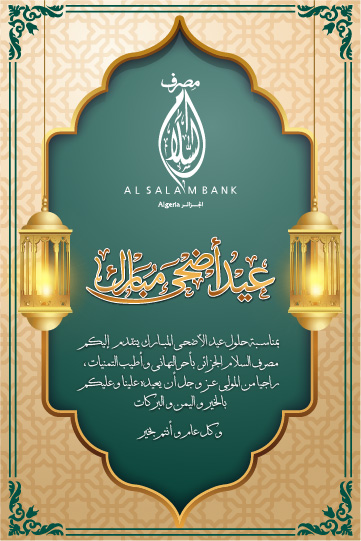 مصرف
السلام
AL SALAM BANK
Algeria الجزائر
عيد أضحى مبارك
بمناسبة حلول عيد الأضحى المبارك يتقدم إليكم
مصرف السلام الجزائر بأحر التهاني و أطيب التمنيات،
راجيا من المولى عز و جل أن يعيده علينا و عليكم
بالخير و اليمن و البركات
و كل عام و أنتم بخير